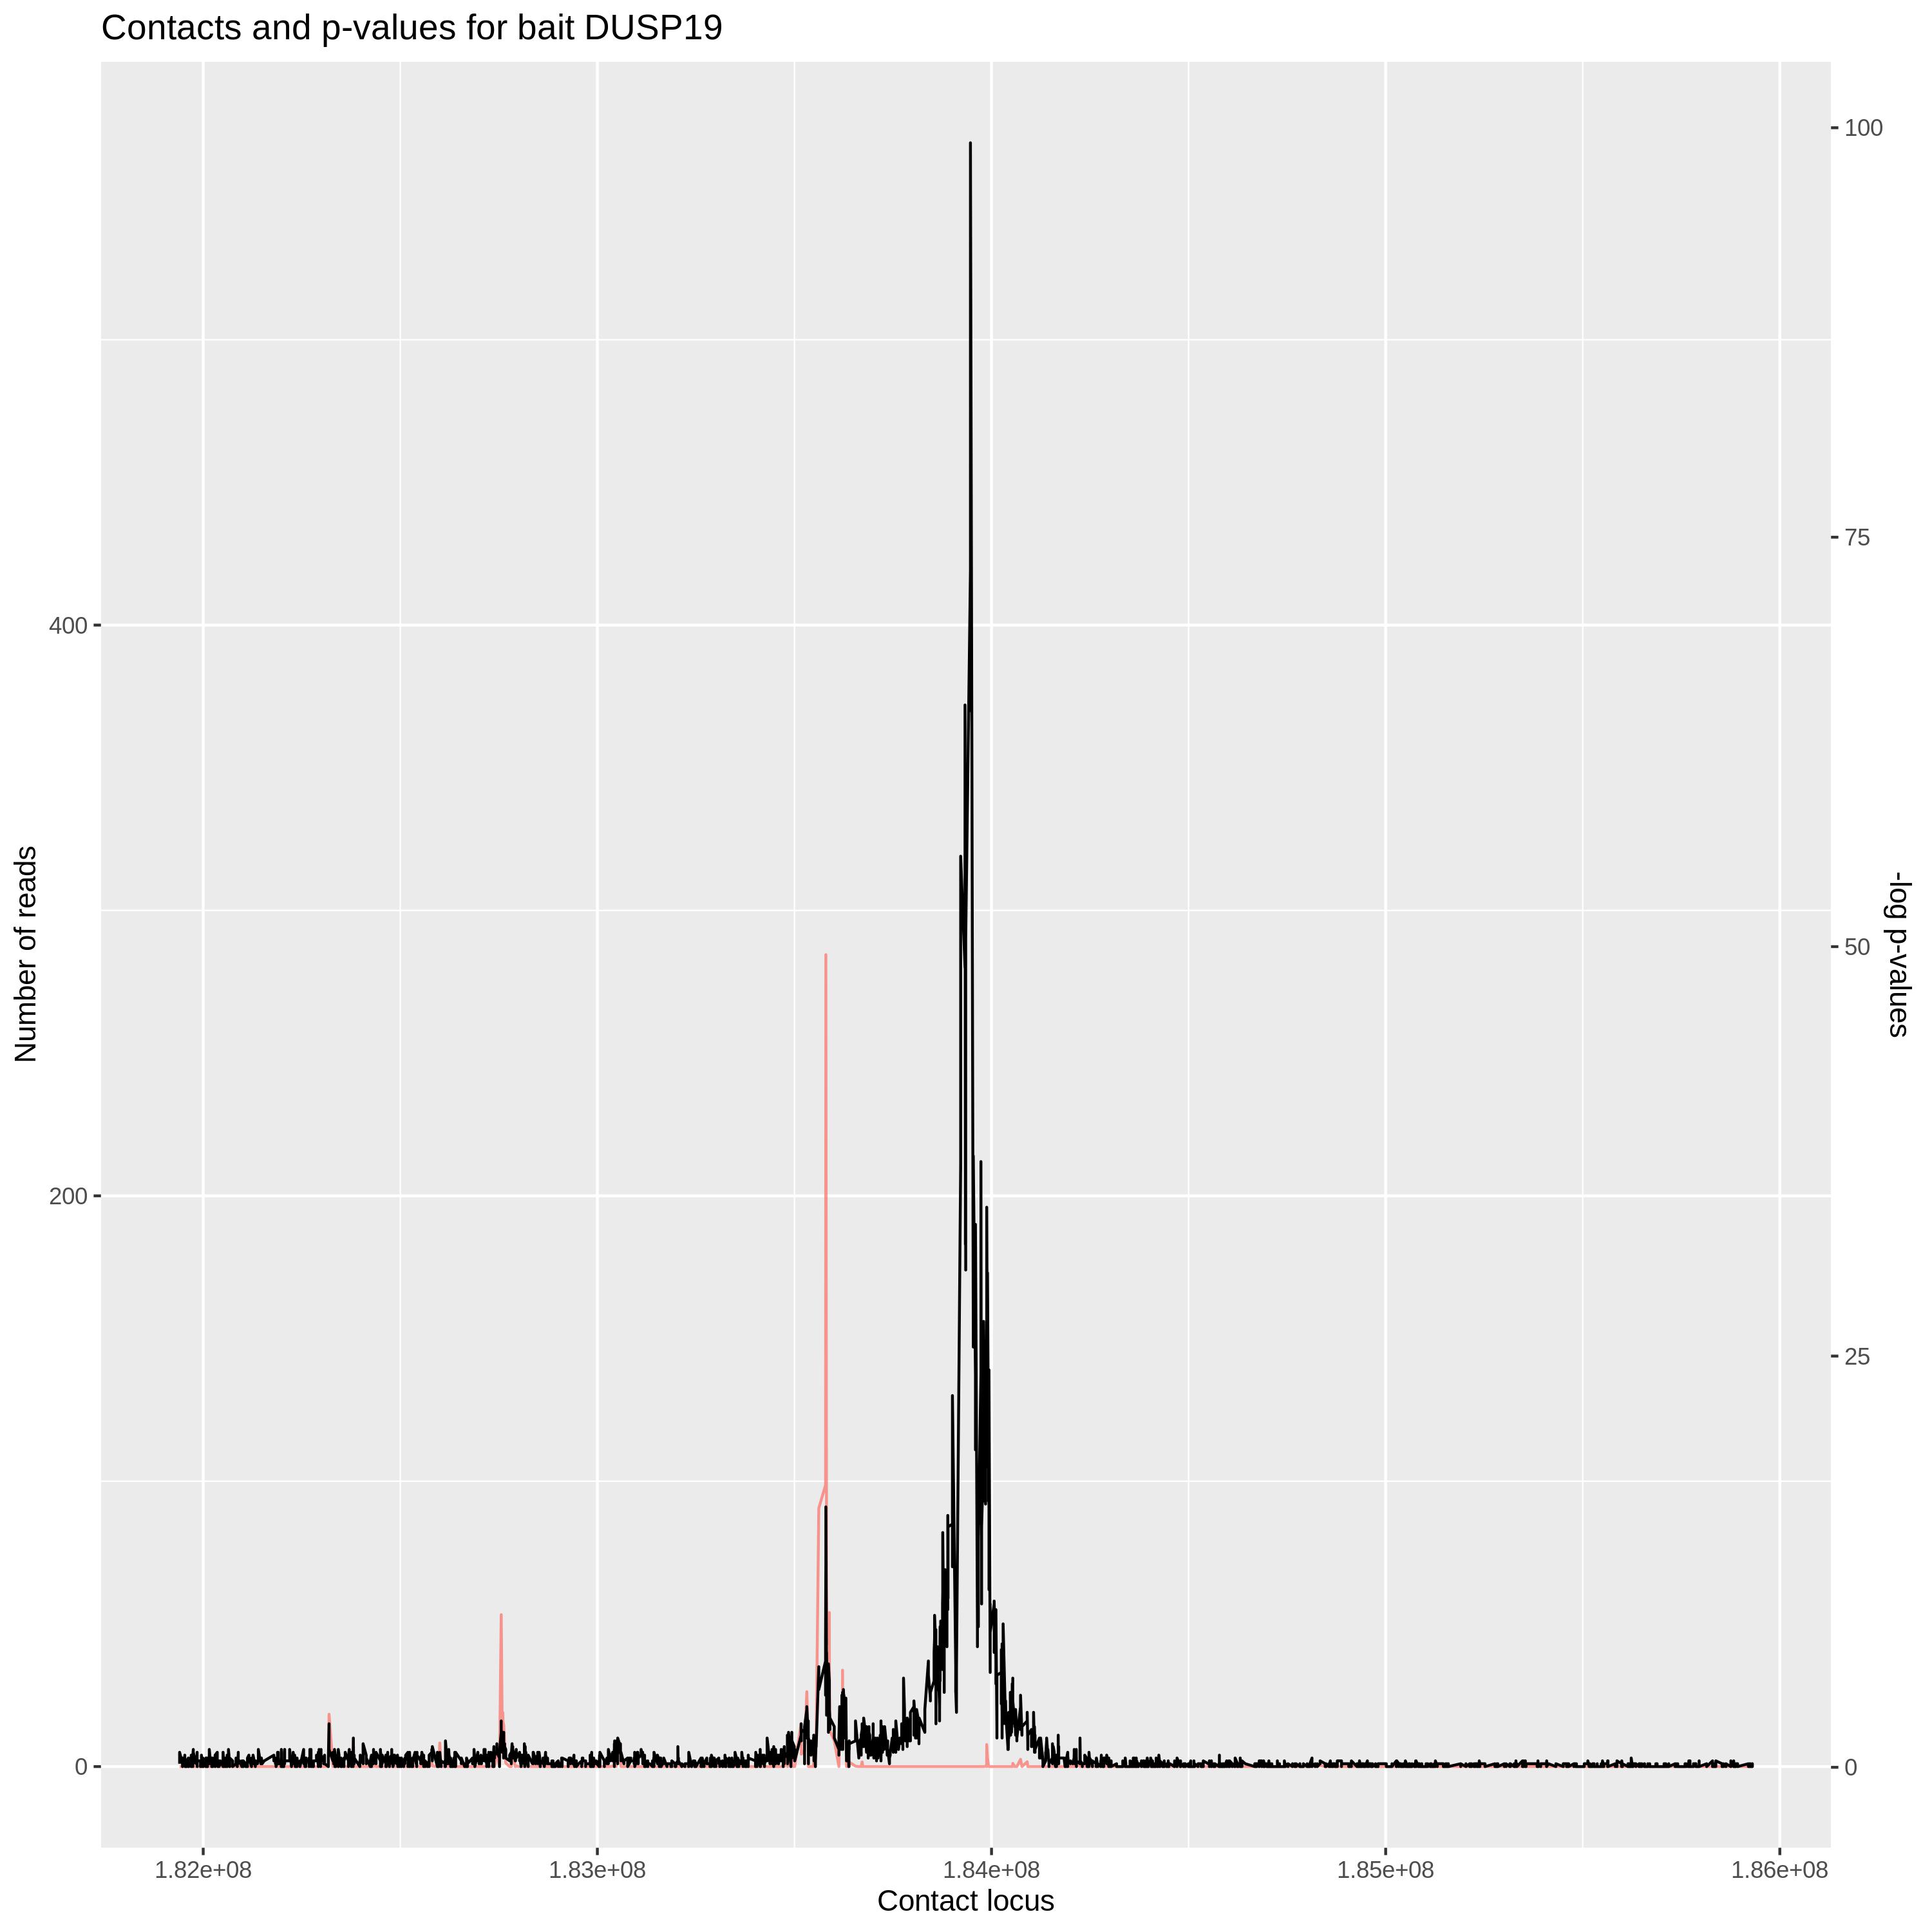 Contacts and p-values for bait DUSP19
Number of reads
400
200
0
100
75
50
25
0
-log p-values
1.82e+08
1.83e+08
1.84e+08
1.85e+08
1.86e+08
Contact locus